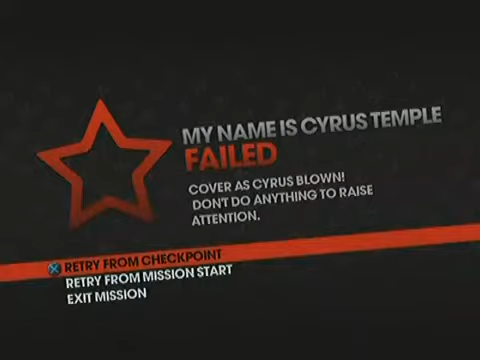 MY NAME IS CYRUS TEMPLE
FAILED
COVER AS CYRUS BLOWN!
DON'T DO ANYTHING TO RAISE
ATTENTION.
RETRY FROM CHECKPOINT
RETRY FROM MISSION START
EXIT MISSION